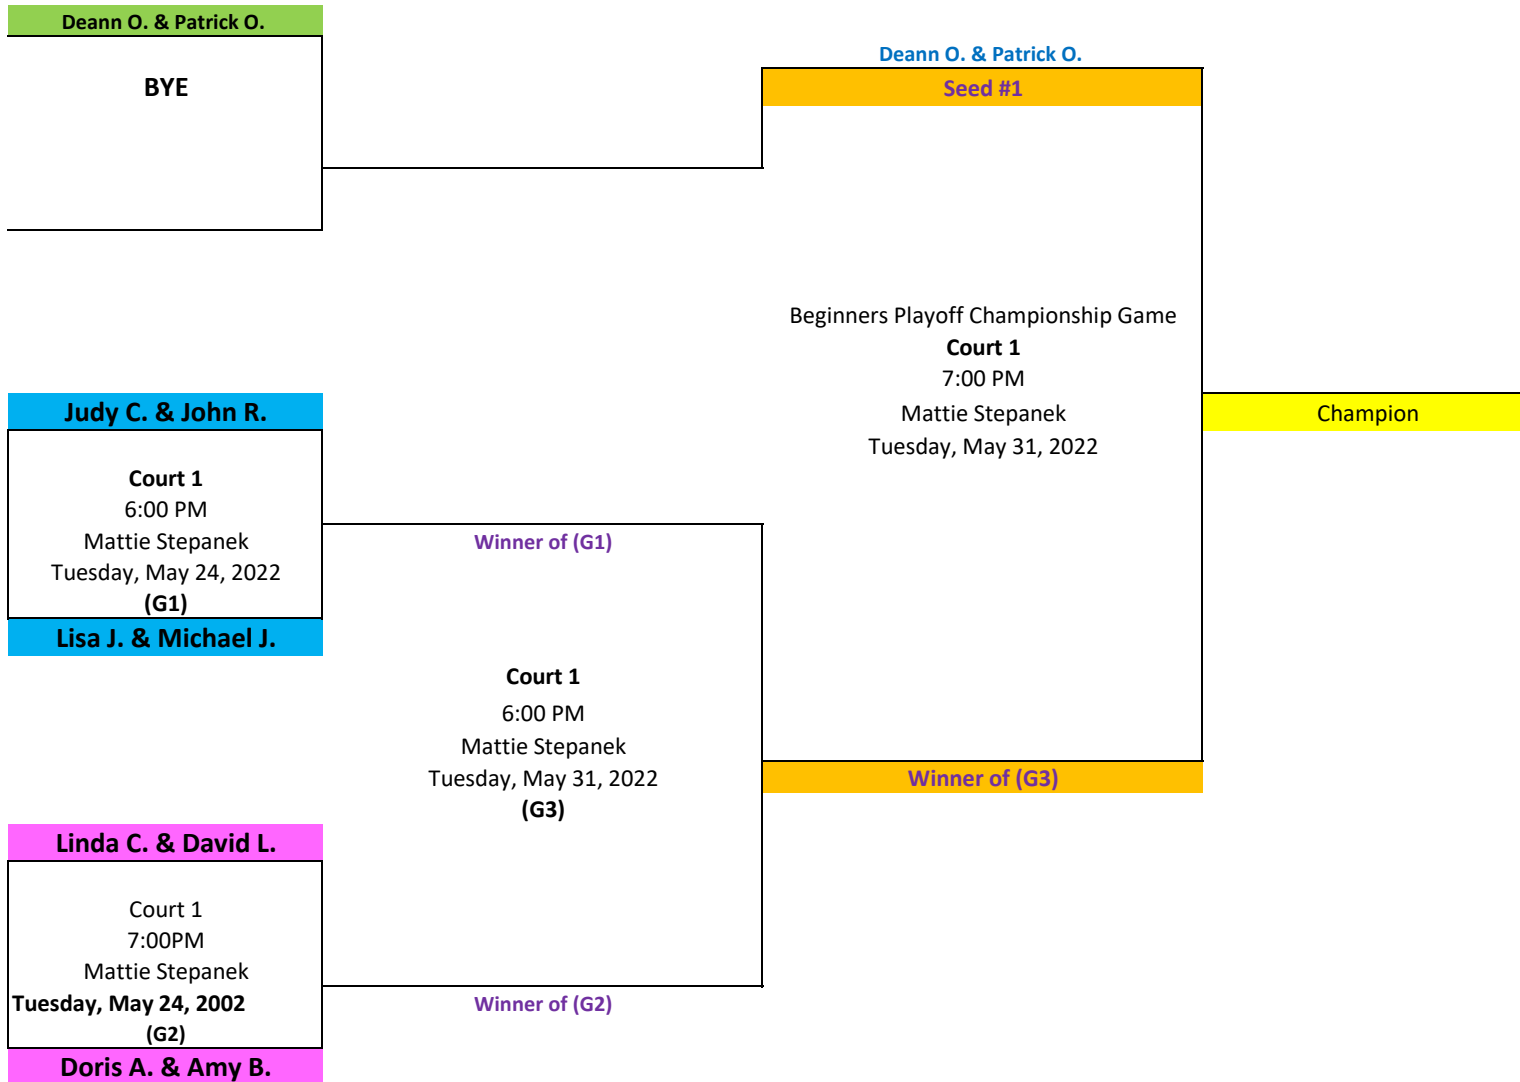 Deann O. & Patrick O.
BYE
Deann O. & Patrick O.
Seed #1
Beginners Playoff Championship Game
Court 1
7:00 PM
Mattie Stepanek
Tuesday, May 31, 2022
Champion
Judy C. & John R.
Court 1
6:00 PM
Mattie Stepanek
Tuesday, May 24, 2022
(G1)
Lisa J. & Michael J.
Winner of (G1)
Court 1
6:00 PM
Mattie Stepanek
Tuesday, May 31, 2022
(G3)
Winner of (G3)
Linda C. & David L.
Court 1
7:00PM
Mattie Stepanek
Tuesday, May 24, 2002
(G2)
Doris A. & Amy B.
Winner of (G2)